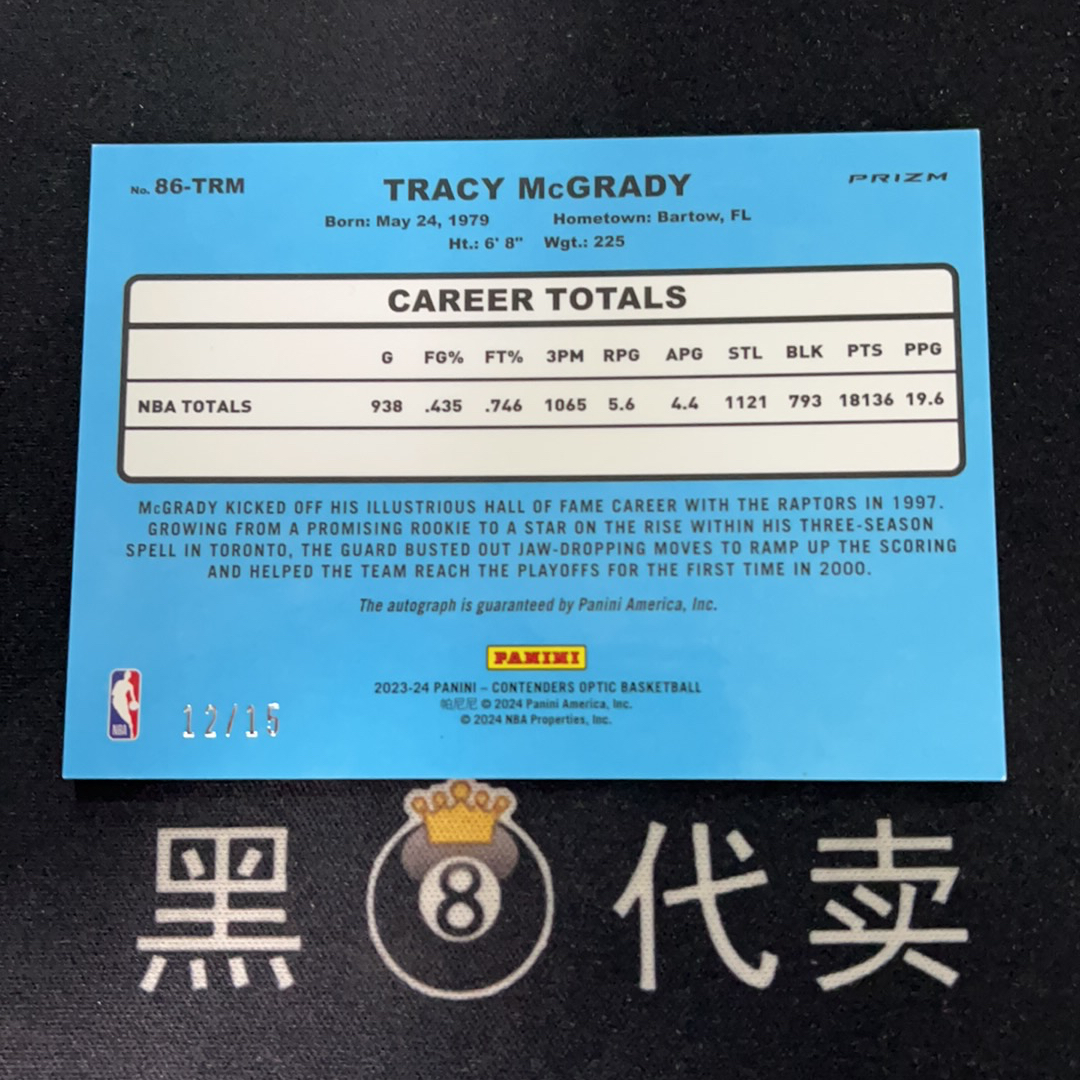 No. 86-TRM
TRACY McGRADY
PRIZM
Born: May 24, 1979 Hometown: Bartow, FL
Ht.: 6' 8" Wgt.: 225
CAREER TOTALS
G FG% FT% 3PM RPG APG STL BLK PTS PPG
NBA TOTALS 938 .435 .746 1065 5.6 4.4 1121 793 18136 19.6
McGRADY KICKED OFF HIS ILLUSTRIOUS HALL OF FAME CAREER WITH THE RAPTORS IN 1997.
GROWING FROM A PROMISING ROOKIE TO A STAR ON THE RISE WITHIN HIS THREE-SEASON
SPELL IN TORONTO, THE GUARD BUSTED OUT JAW-DROPPING MOVES TO RAMP UP THE SCORING
AND HELPED THE TEAM REACH THE PLAYOFFS FOR THE FIRST TIME IN 2000.
The autograph is guaranteed by Panini America, Inc.
PANINI
2023-24 PANINI – CONTENDERS OPTIC BASKETBALL
帕尼尼 © 2024 Panini America, Inc.
© 2024 NBA Properties, Inc.
NBA
12/15
黑 8 代卖